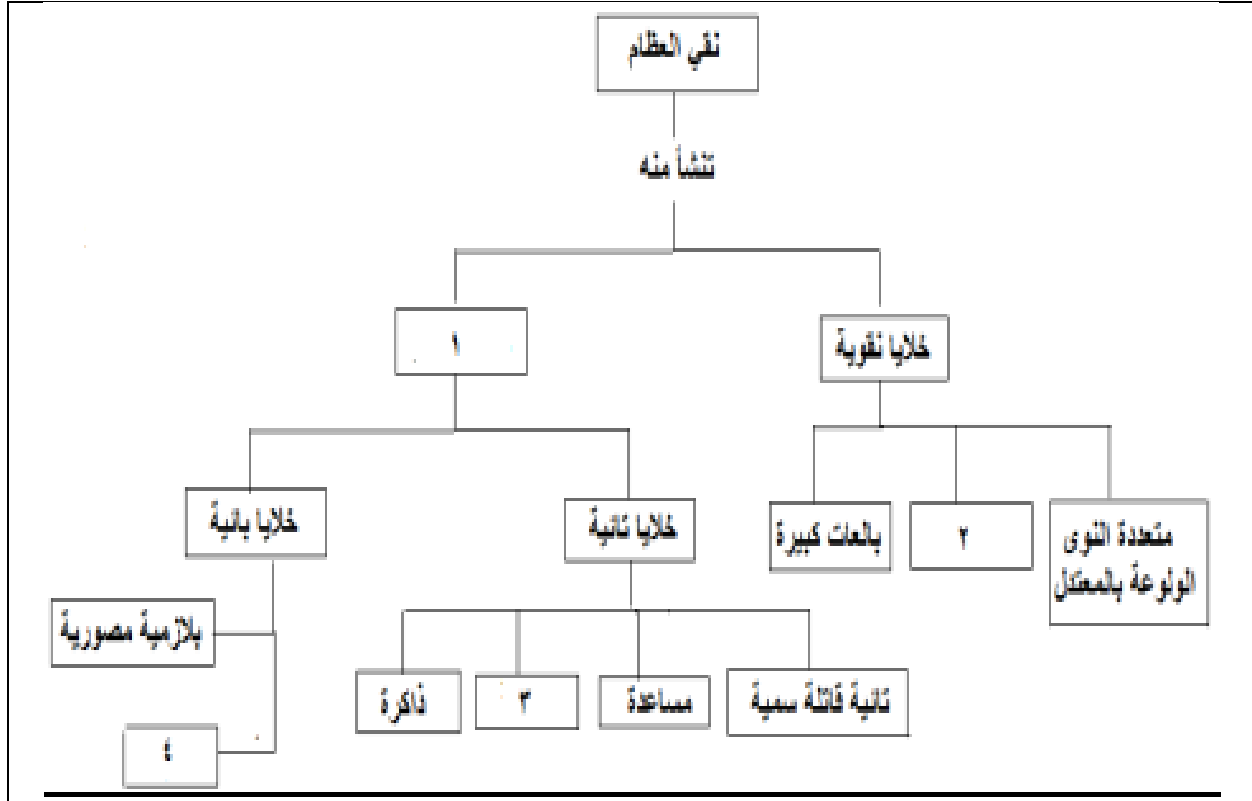 نقي العظام
تنشأ منه
١
خلايا نقوية
خلايا بائية
خلايا تائية
بالعات كبيرة
٢
متعددة النوى
الولوعة بالمعتدل
بلازمية مصورية
ذاكرة
٣
مساعدة
تائية قاتلة سمية
٤